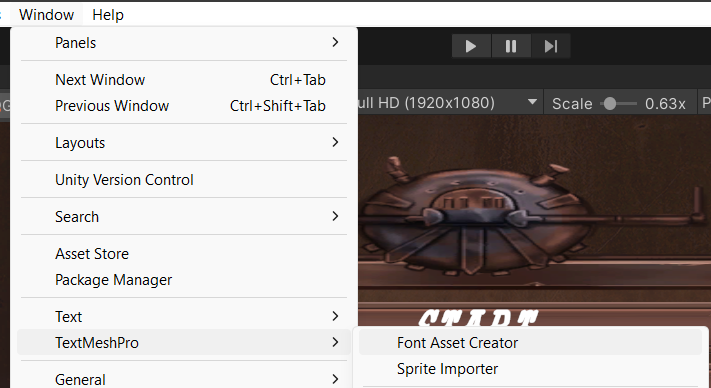 Window Help
Panels
Next Window Ctrl+Tab
Previous Window Ctrl+Shift+Tab
ull HD (1920x1080) Scale 0.63x P
Layouts
Unity Version Control
Search
Asset Store
Package Manager
Text
START
TextMeshPro
Font Asset Creator
Sprite Importer
General